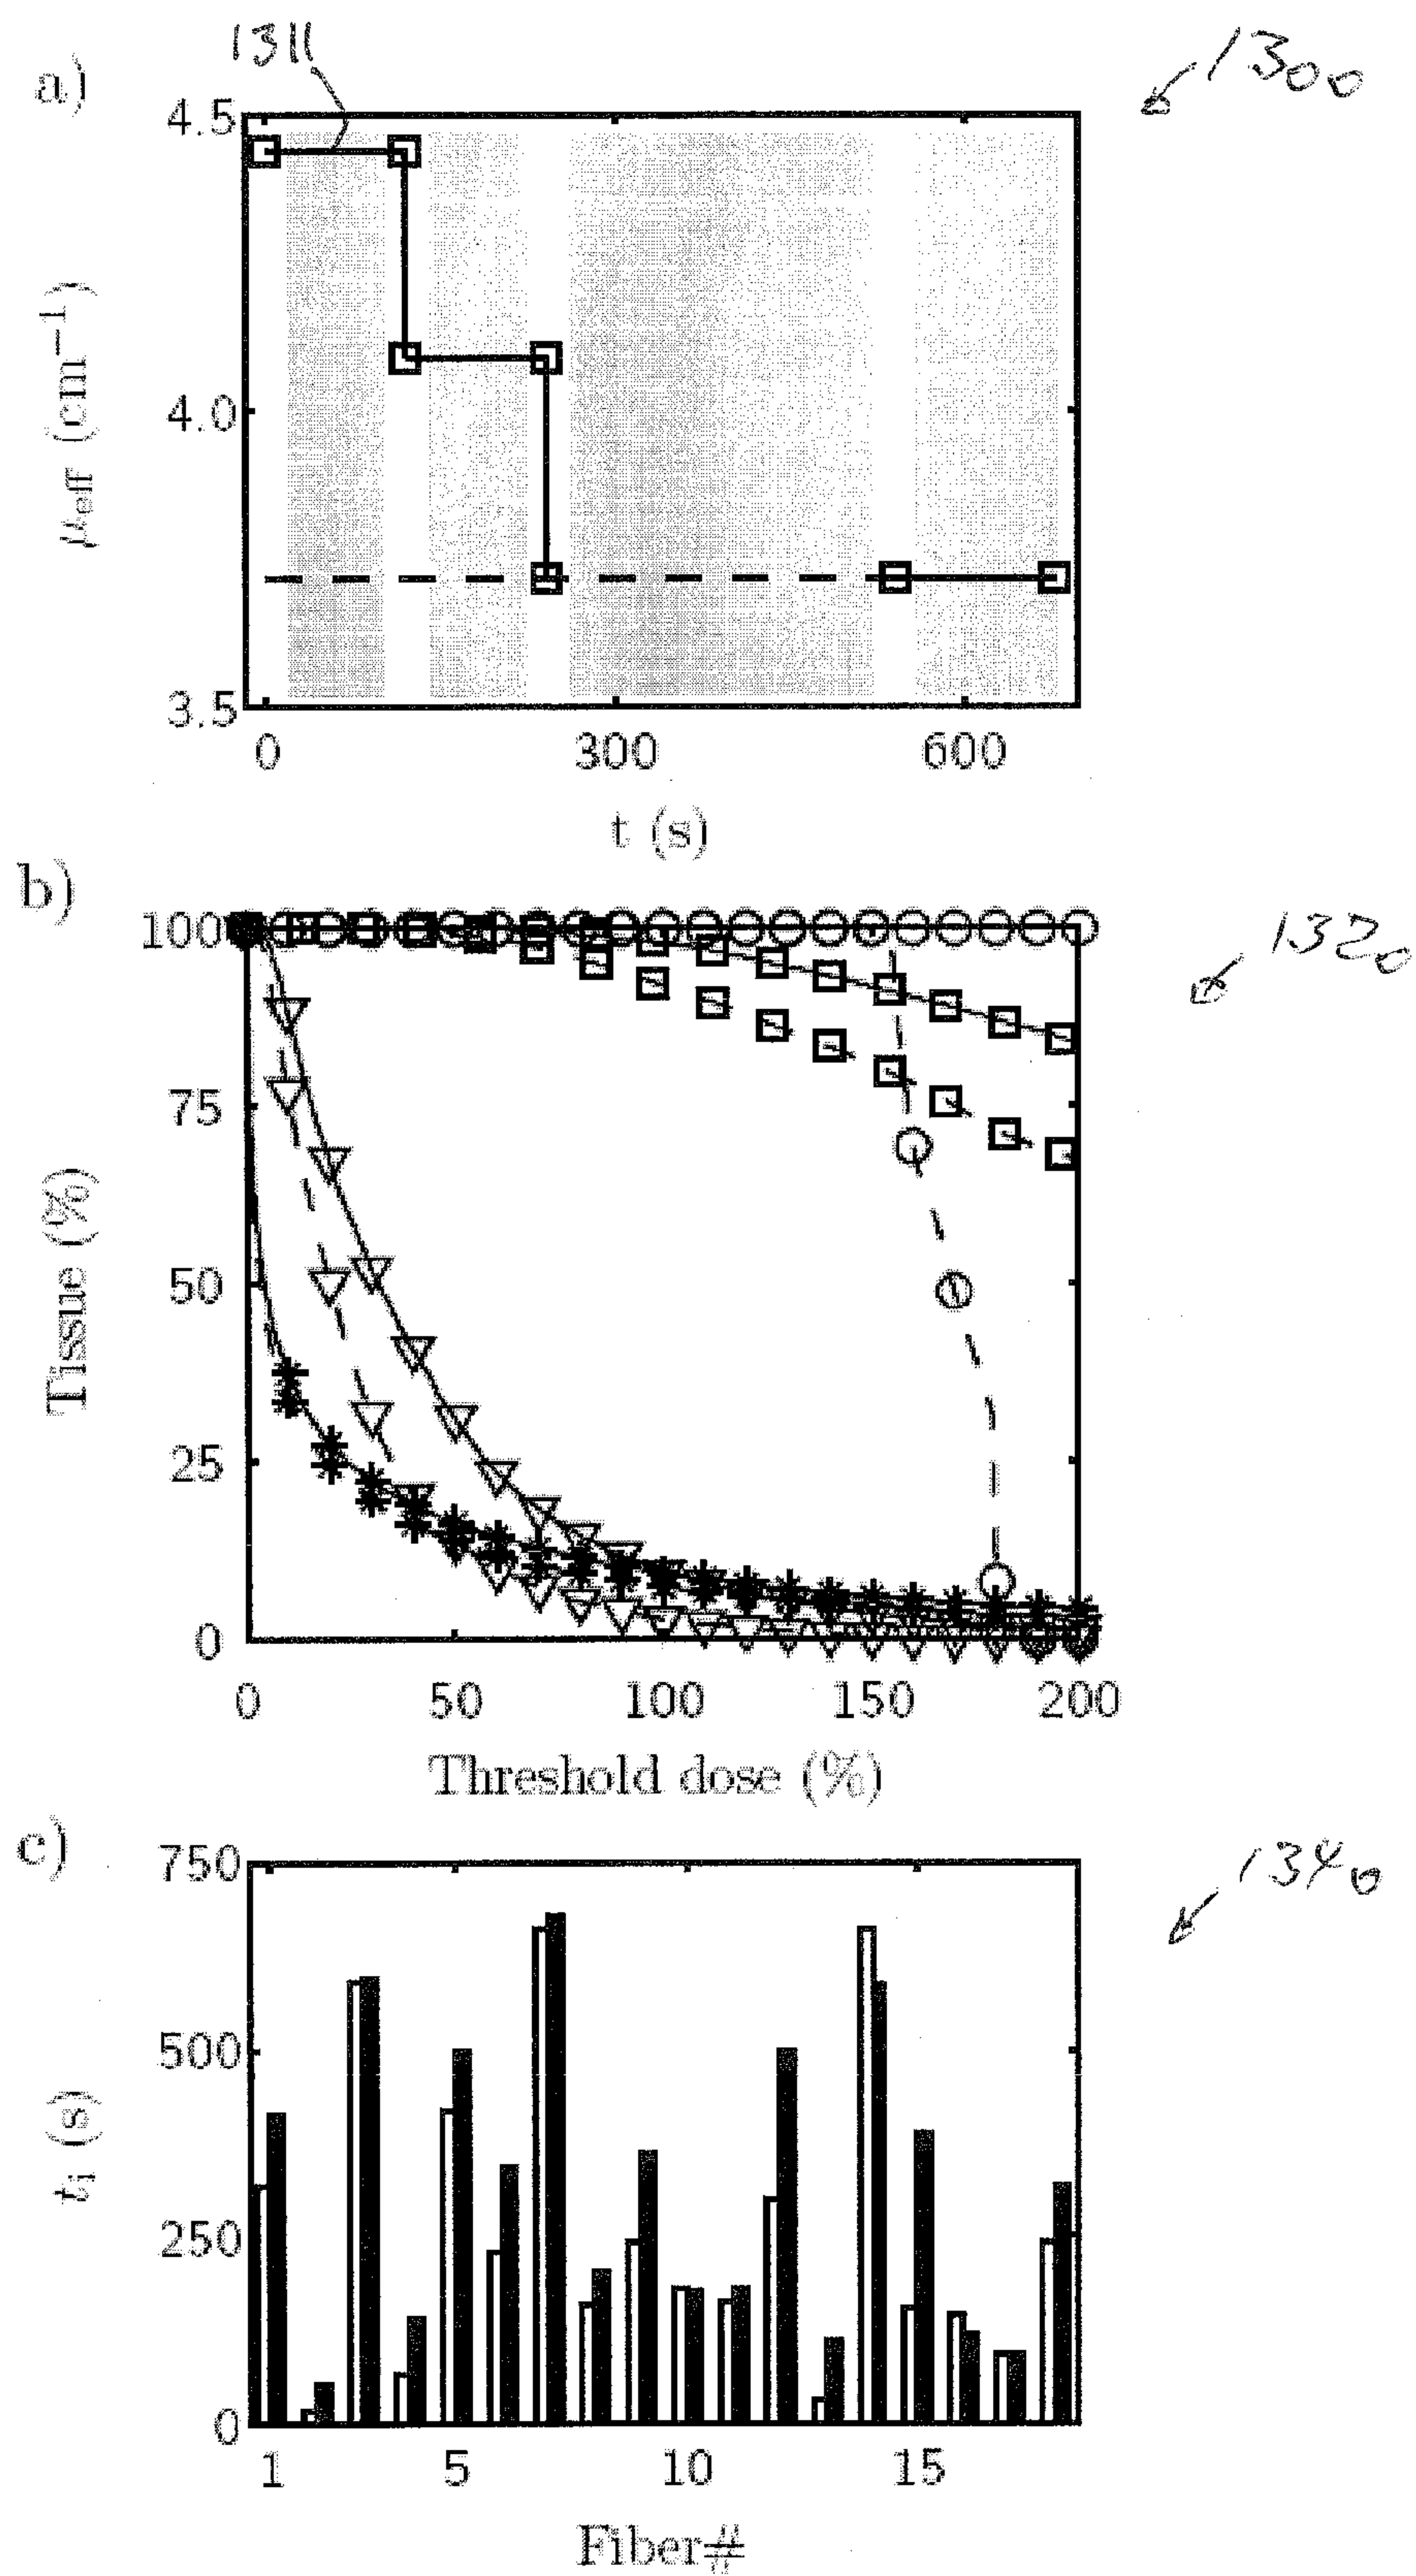 a)
1311
1300
4.5
4.0
3.5
μeff (cm−1)
0 300 600
t (s)
b)
1320
100
75
50
25
0
Tissue (%)
0 50 100 150 200
Threshold dose (%)
c)
1340
750
500
250
0
ti (s)
1 5 10 15
Fiber#